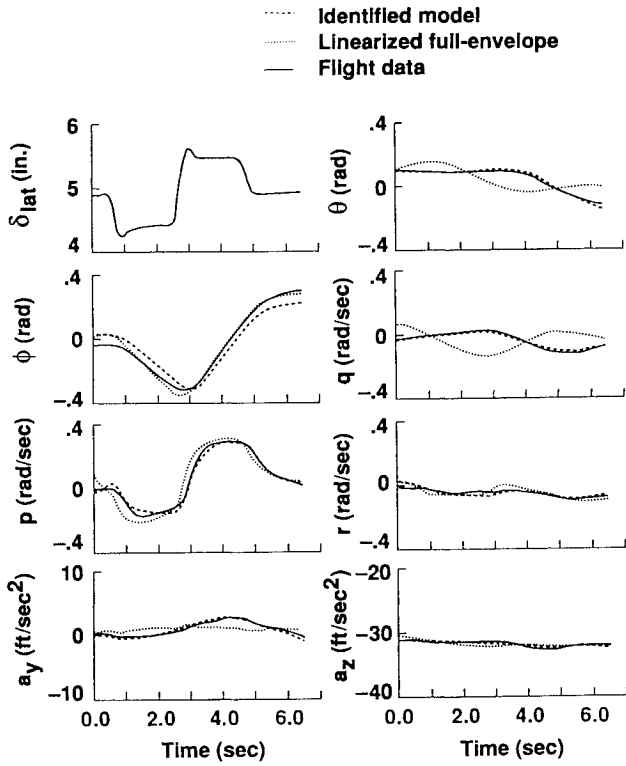 Identified model
Linearized full-envelope
Flight data
6
5
4
δlat (in.)
.4
0
–.4
θ (rad)
.4
0
–.4
ϕ (rad)
.4
0
–.4
q (rad/sec)
.4
0
–.4
p (rad/sec)
.4
0
–.4
r (rad/sec)
10
0
–10
ay (ft/sec2)
–20
–30
–40
az (ft/sec2)
0.0 2.0 4.0 6.0
Time (sec)
0.0 2.0 4.0 6.0
Time (sec)